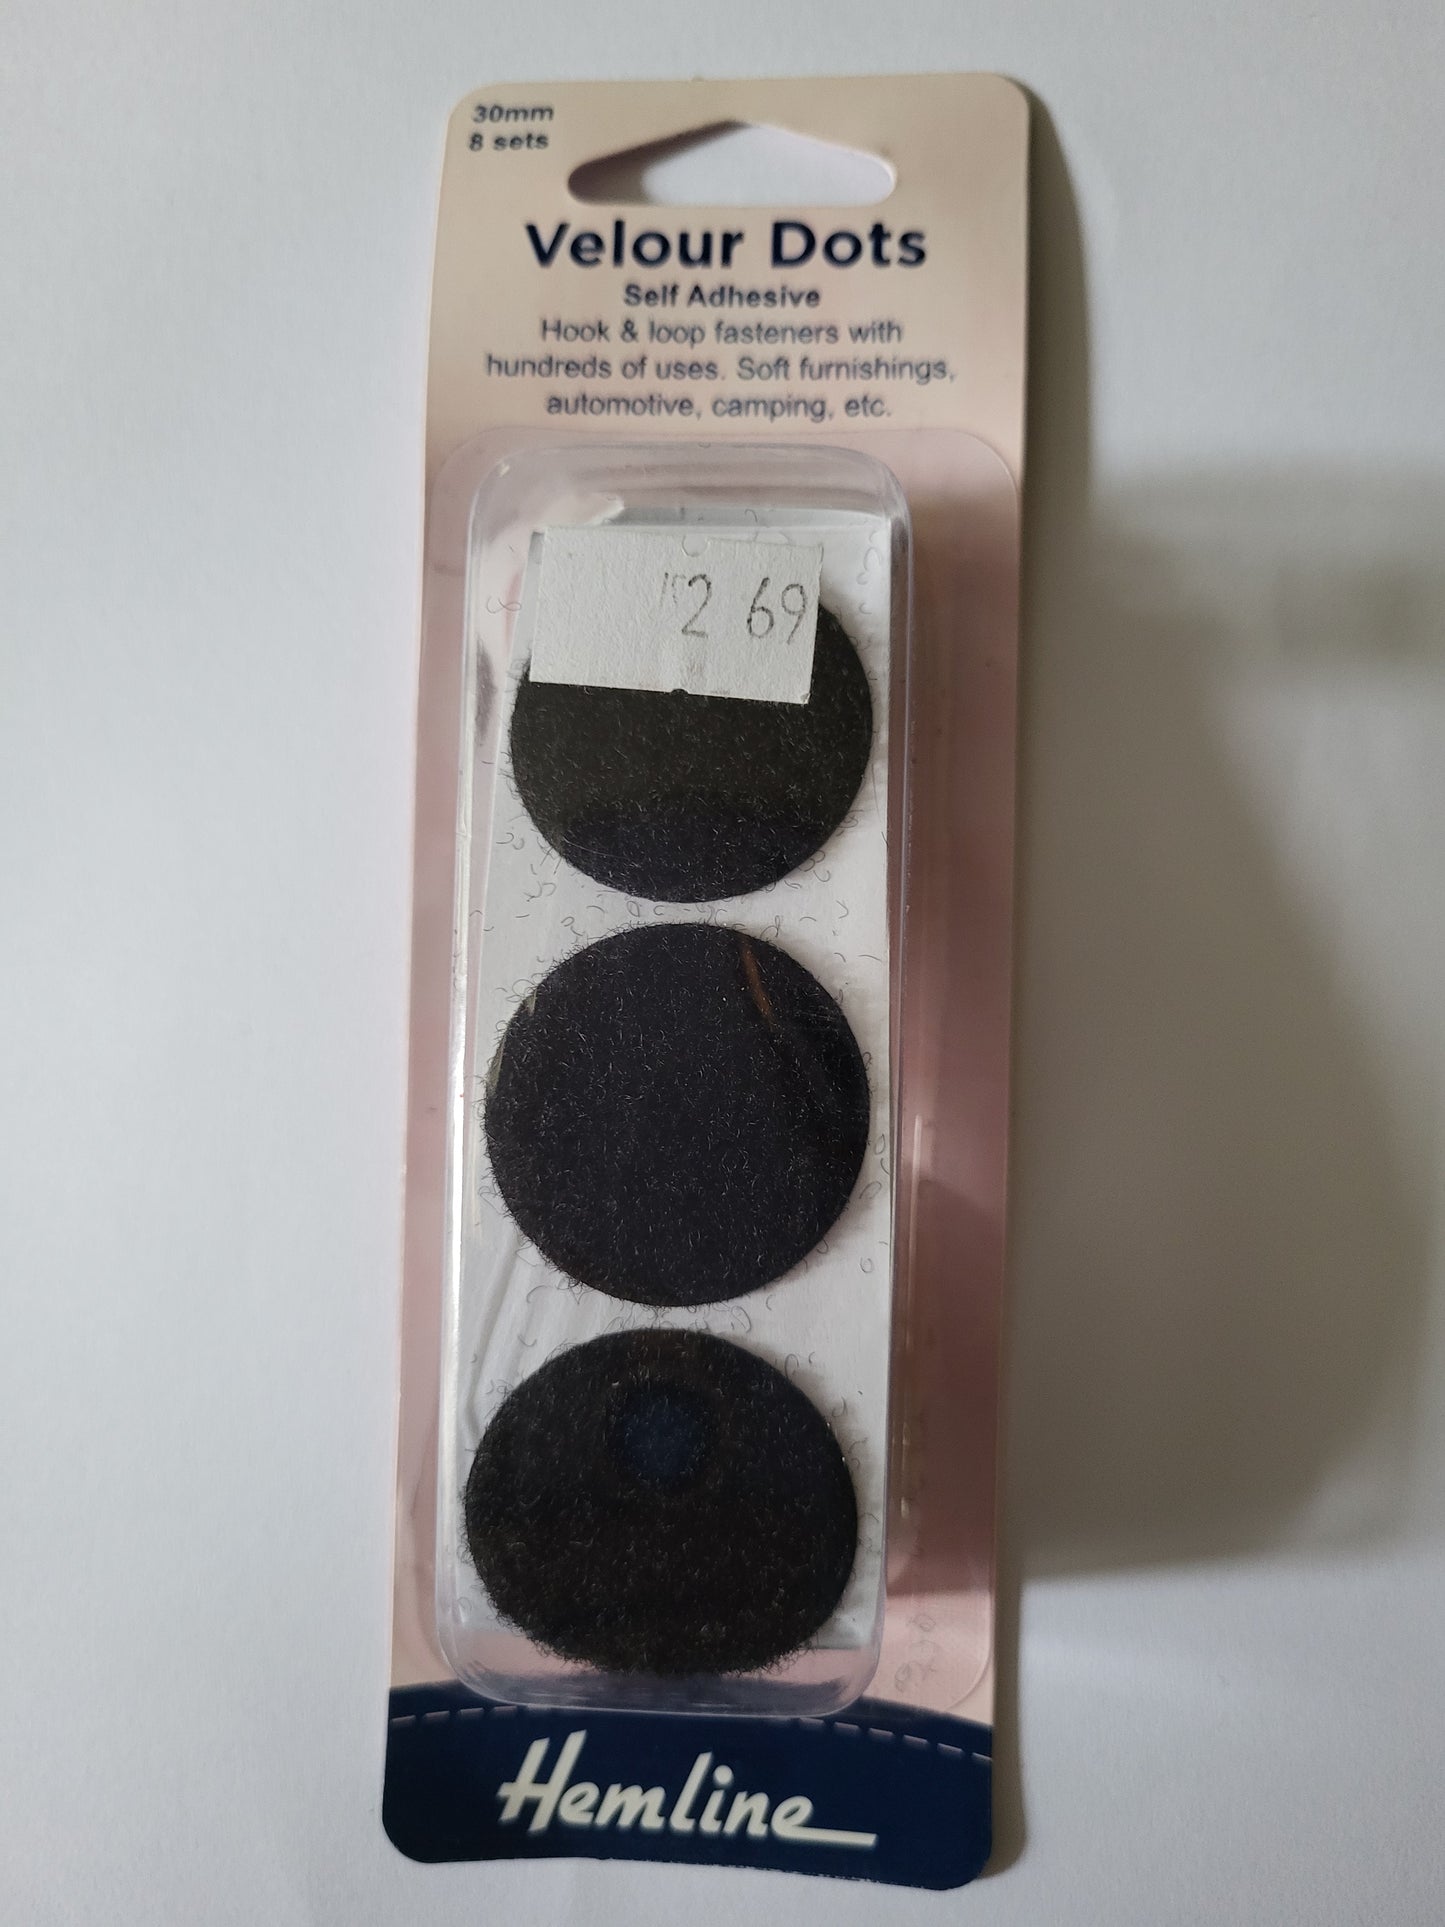 30mm
8 sets
Velour Dots
Self Adhesive
Hook & loop fasteners with
hundreds of uses. Soft furnishings,
automotive, camping, etc.
2 69
Hemline